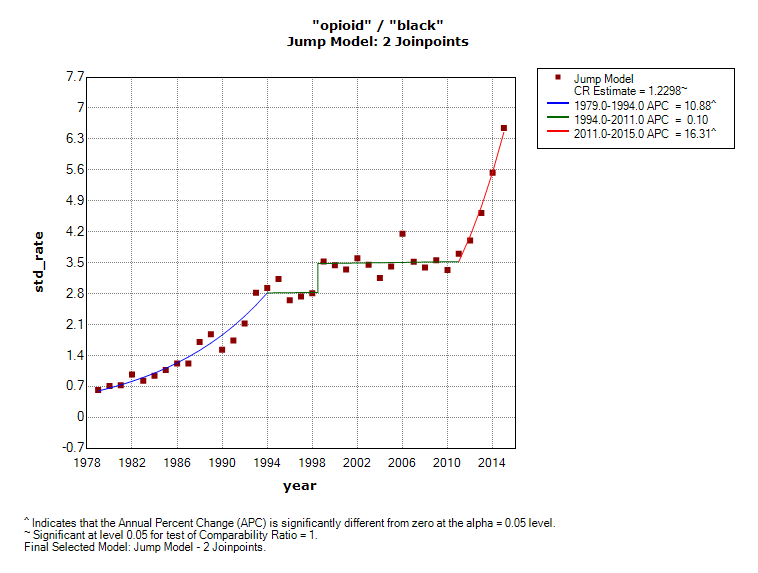 "opioid" / "black"
Jump Model: 2 Joinpoints
Jump Model
CR Estimate = 1.2298~
1979.0-1994.0 APC = 10.88^
1994.0-2011.0 APC = 0.10
2011.0-2015.0 APC = 16.31^
std_rate
7.7
7
6.3
5.6
4.9
4.2
3.5
2.8
2.1
1.4
0.7
0
-0.7
1978 1982 1986 1990 1994 1998 2002 2006 2010 2014
year
^ Indicates that the Annual Percent Change (APC) is significantly different from zero at the alpha = 0.05 level.
~ Significant at level 0.05 for test of Comparability Ratio = 1.
Final Selected Model: Jump Model - 2 Joinpoints.